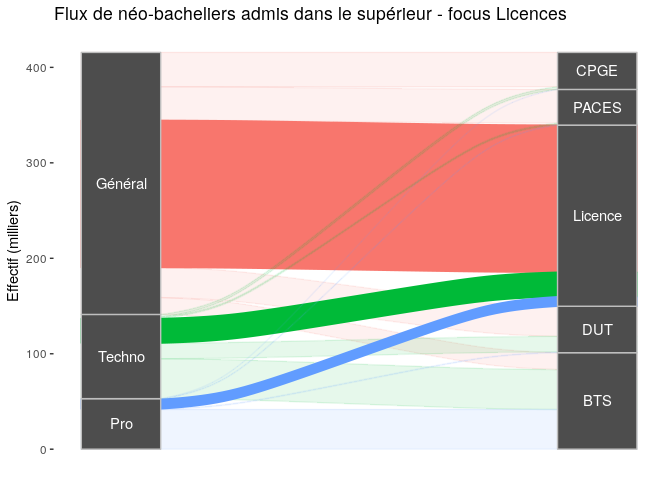 Flux de néo-bacheliers admis dans le supérieur - focus Licences
Effectif (milliers)
400
300
200
100
0
Général
Techno
Pro
CPGE
PACES
Licence
DUT
BTS